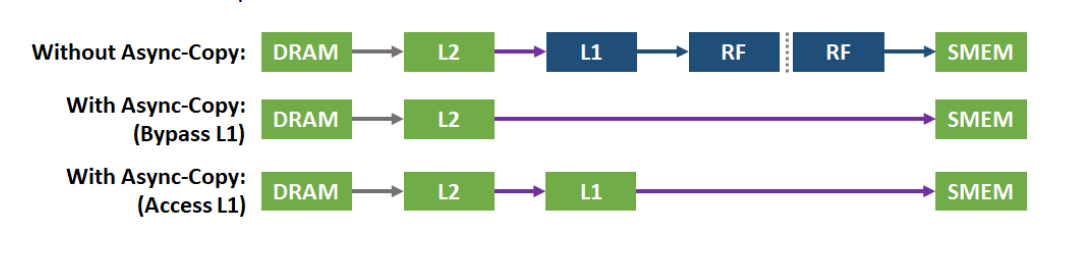 Without Async-Copy: DRAM L2 L1 RF RF SMEM
With Async-Copy:
(Bypass L1) DRAM L2 SMEM
With Async-Copy:
(Access L1) DRAM L2 L1 SMEM